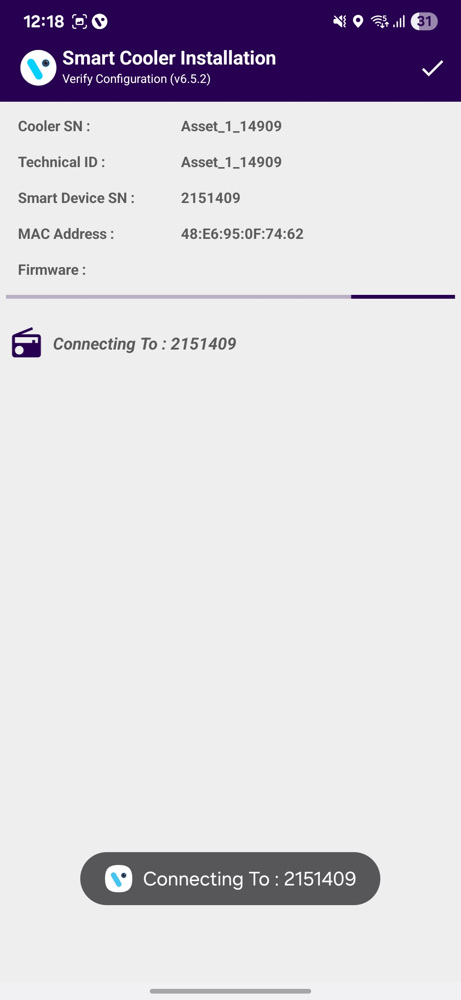 12:18
5
31
Smart Cooler Installation
Verify Configuration (v6.5.2)
Cooler SN : Asset_1_14909
Technical ID : Asset_1_14909
Smart Device SN : 2151409
MAC Address : 48:E6:95:0F:74:62
Firmware :
Connecting To : 2151409
Connecting To : 2151409